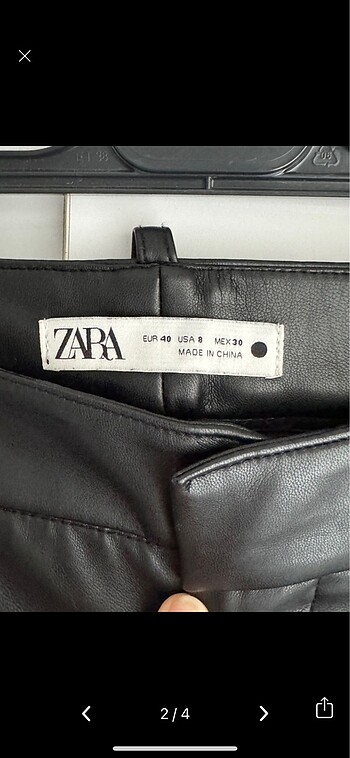 ZARA
EUR 40 USA 8 MEX 30
MADE IN CHINA
2/4